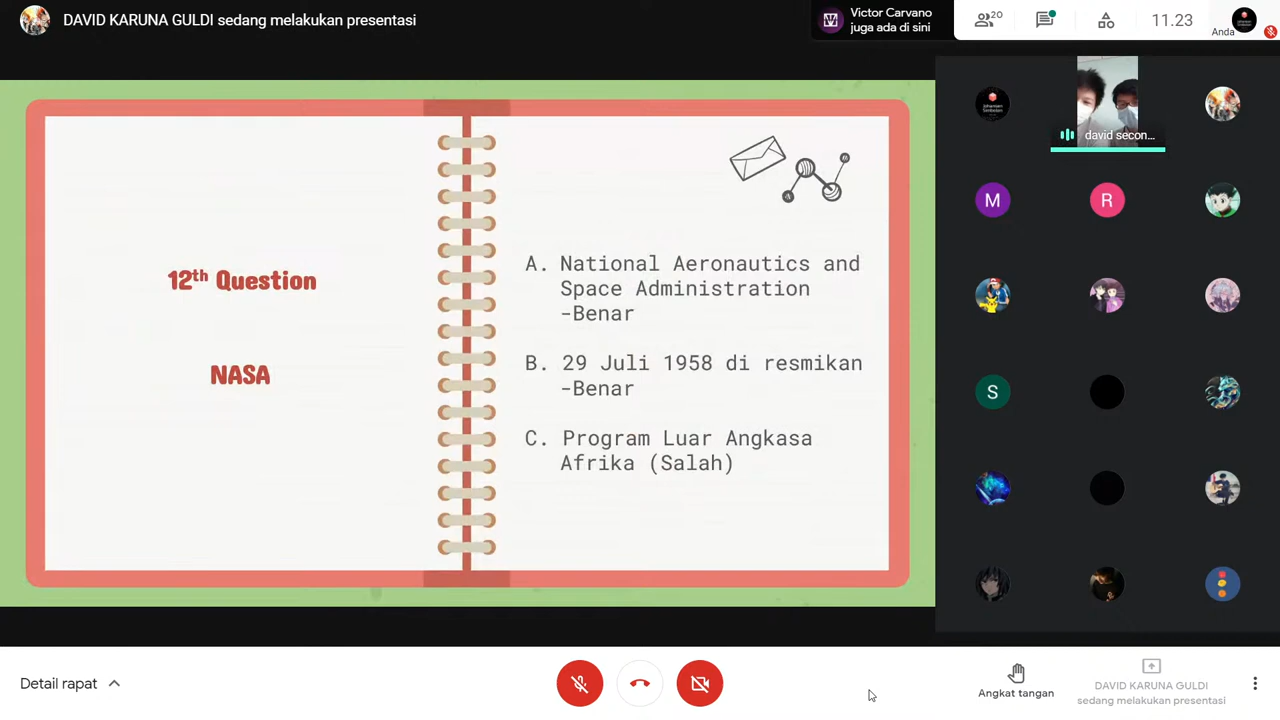 DAVID KARUNA GULDI sedang melakukan presentasi
Victor Carvano
juga ada di sini
20
11.23
Anda
david secon...
12th Question
NASA
A. National Aeronautics and
Space Administration
-Benar
B. 29 Juli 1958 di resmikan
-Benar
C. Program Luar Angkasa
Afrika (Salah)
M
R
S
Detail rapat
Angkat tangan
DAVID KARUNA GULDI
sedang melakukan presentasi